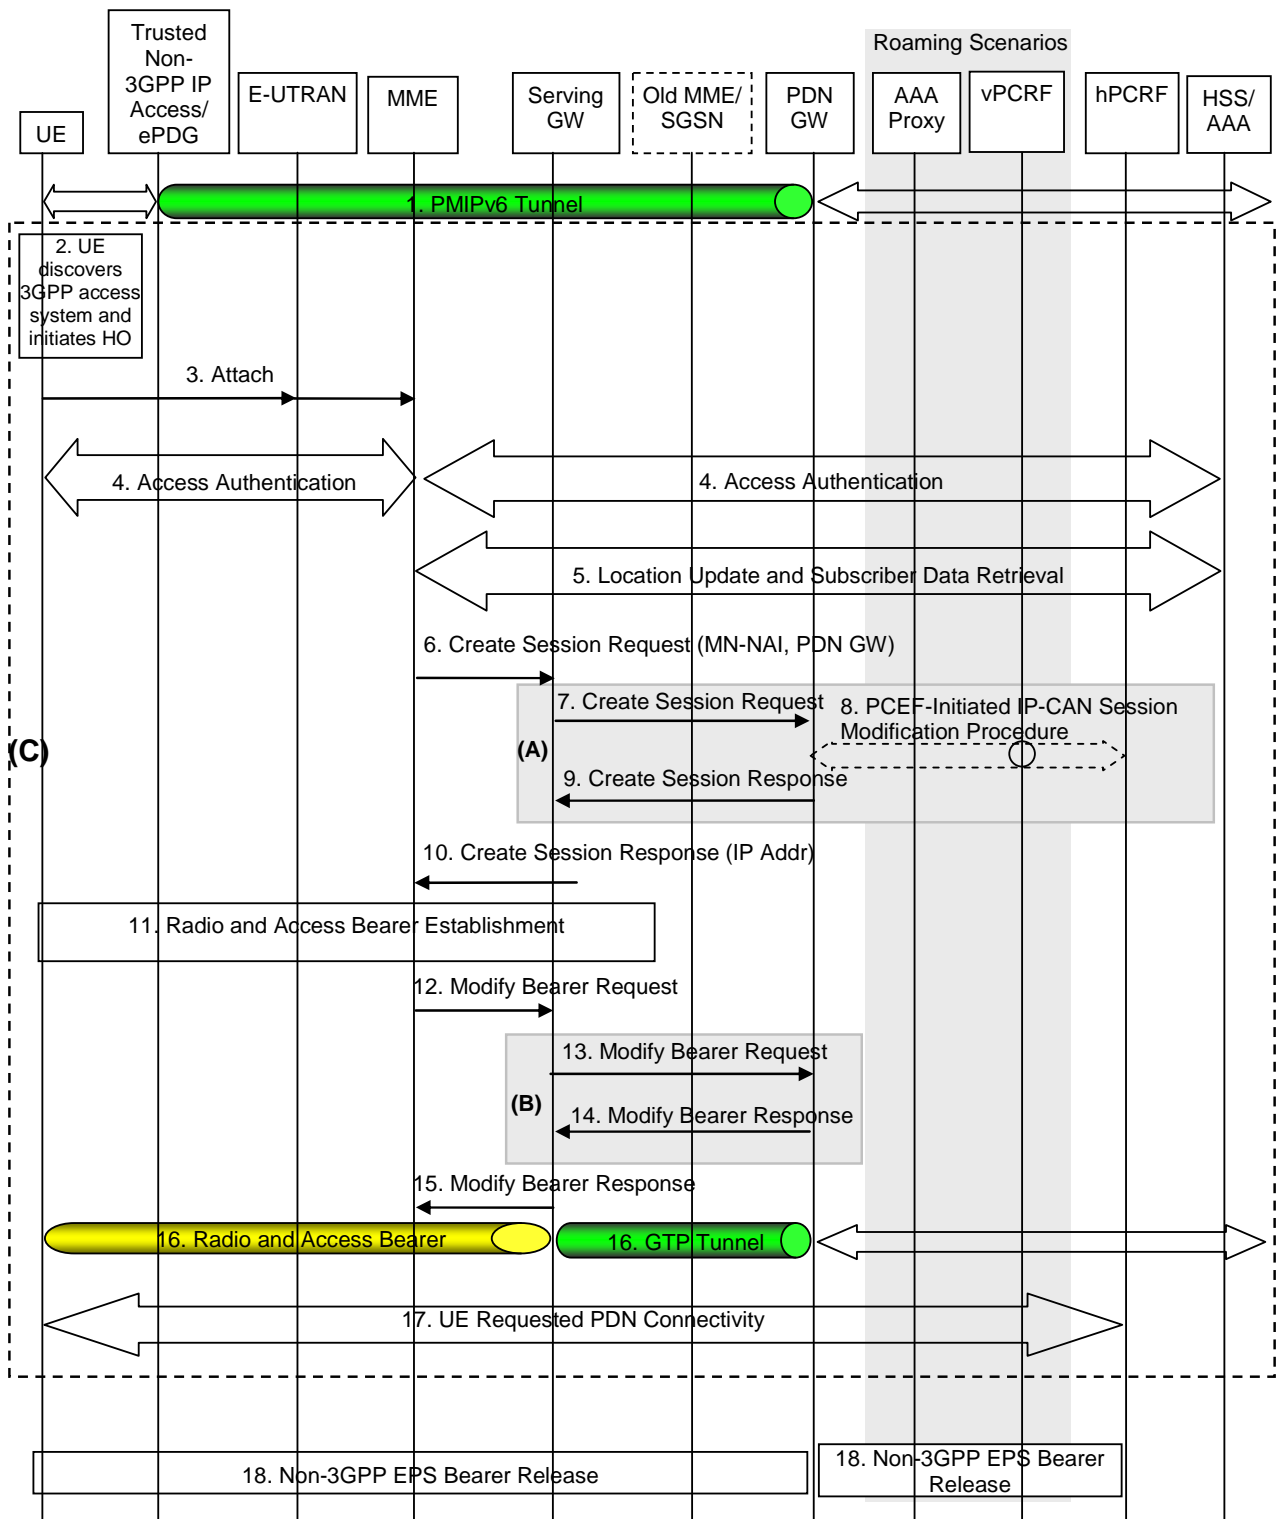 Roaming Scenarios
UE
Trusted
Non-
3GPP IP
Access/
ePDG
E-UTRAN
MME
Serving
GW
Old MME/
SGSN
PDN
GW
AAA
Proxy
vPCRF
hPCRF
HSS/
AAA
1. PMIPv6 Tunnel
2. UE
discovers
3GPP access
system and
initiates HO
3. Attach
4. Access Authentication
4. Access Authentication
5. Location Update and Subscriber Data Retrieval
6. Create Session Request (MN-NAI, PDN GW)
7. Create Session Request
8. PCEF-Initiated IP-CAN Session
Modification Procedure
(C)
(A)
9. Create Session Response
10. Create Session Response (IP Addr)
11. Radio and Access Bearer Establishment
12. Modify Bearer Request
13. Modify Bearer Request
(B)
14. Modify Bearer Response
15. Modify Bearer Response
16. Radio and Access Bearer
16. GTP Tunnel
17. UE Requested PDN Connectivity
18. Non-3GPP EPS Bearer Release
18. Non-3GPP EPS Bearer
Release